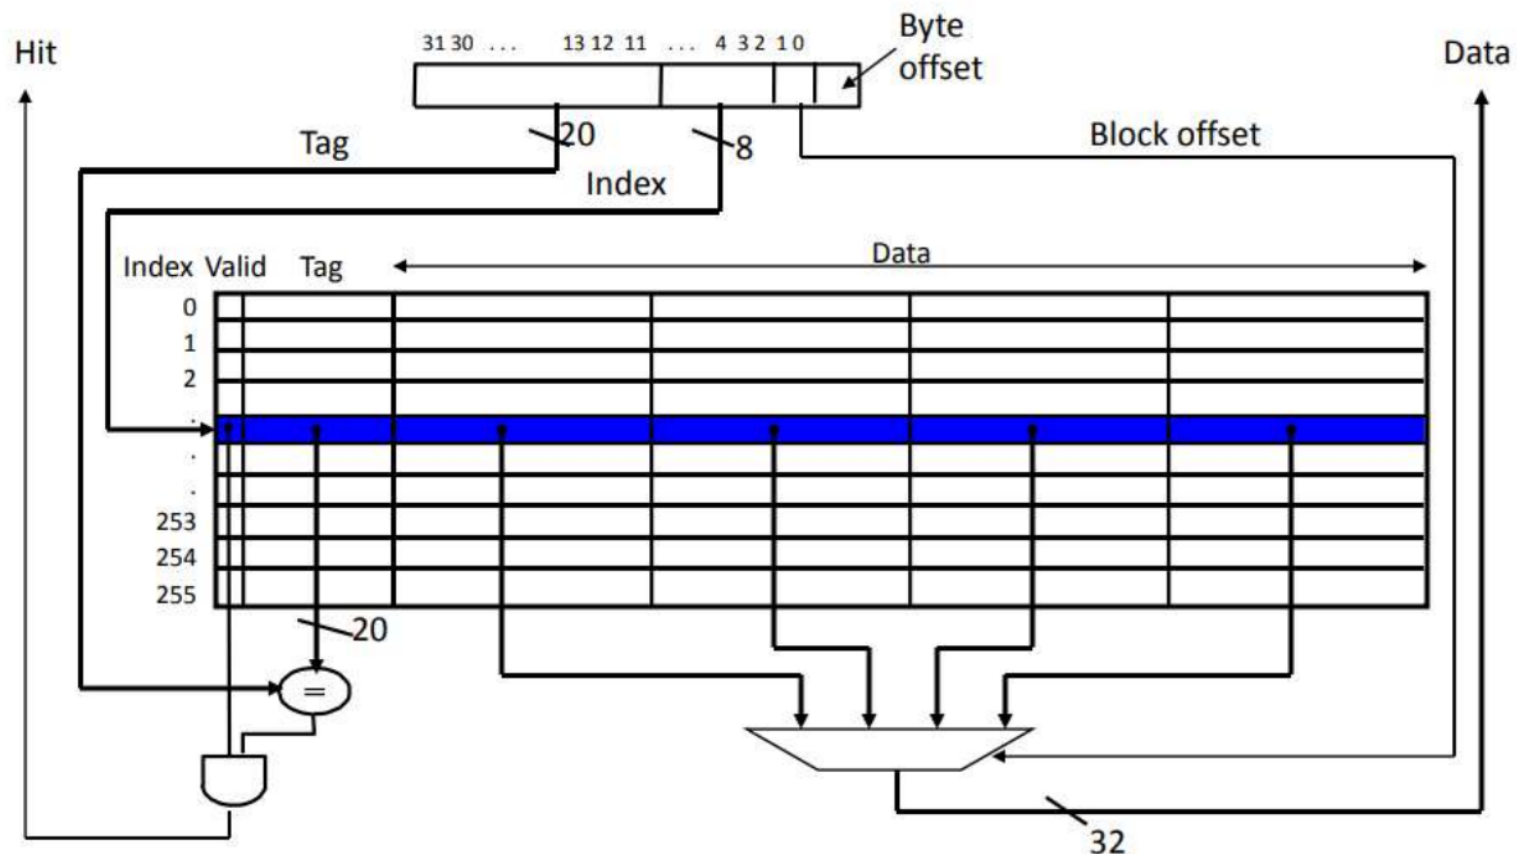 Hit
31 30 ... 13 12 11 ... 4 3 2 1 0
Byte
offset
Data
Tag
20
8
Block offset
Index
Index Valid Tag
Data
0
1
2
.
.
.
253
254
255
20
=
32